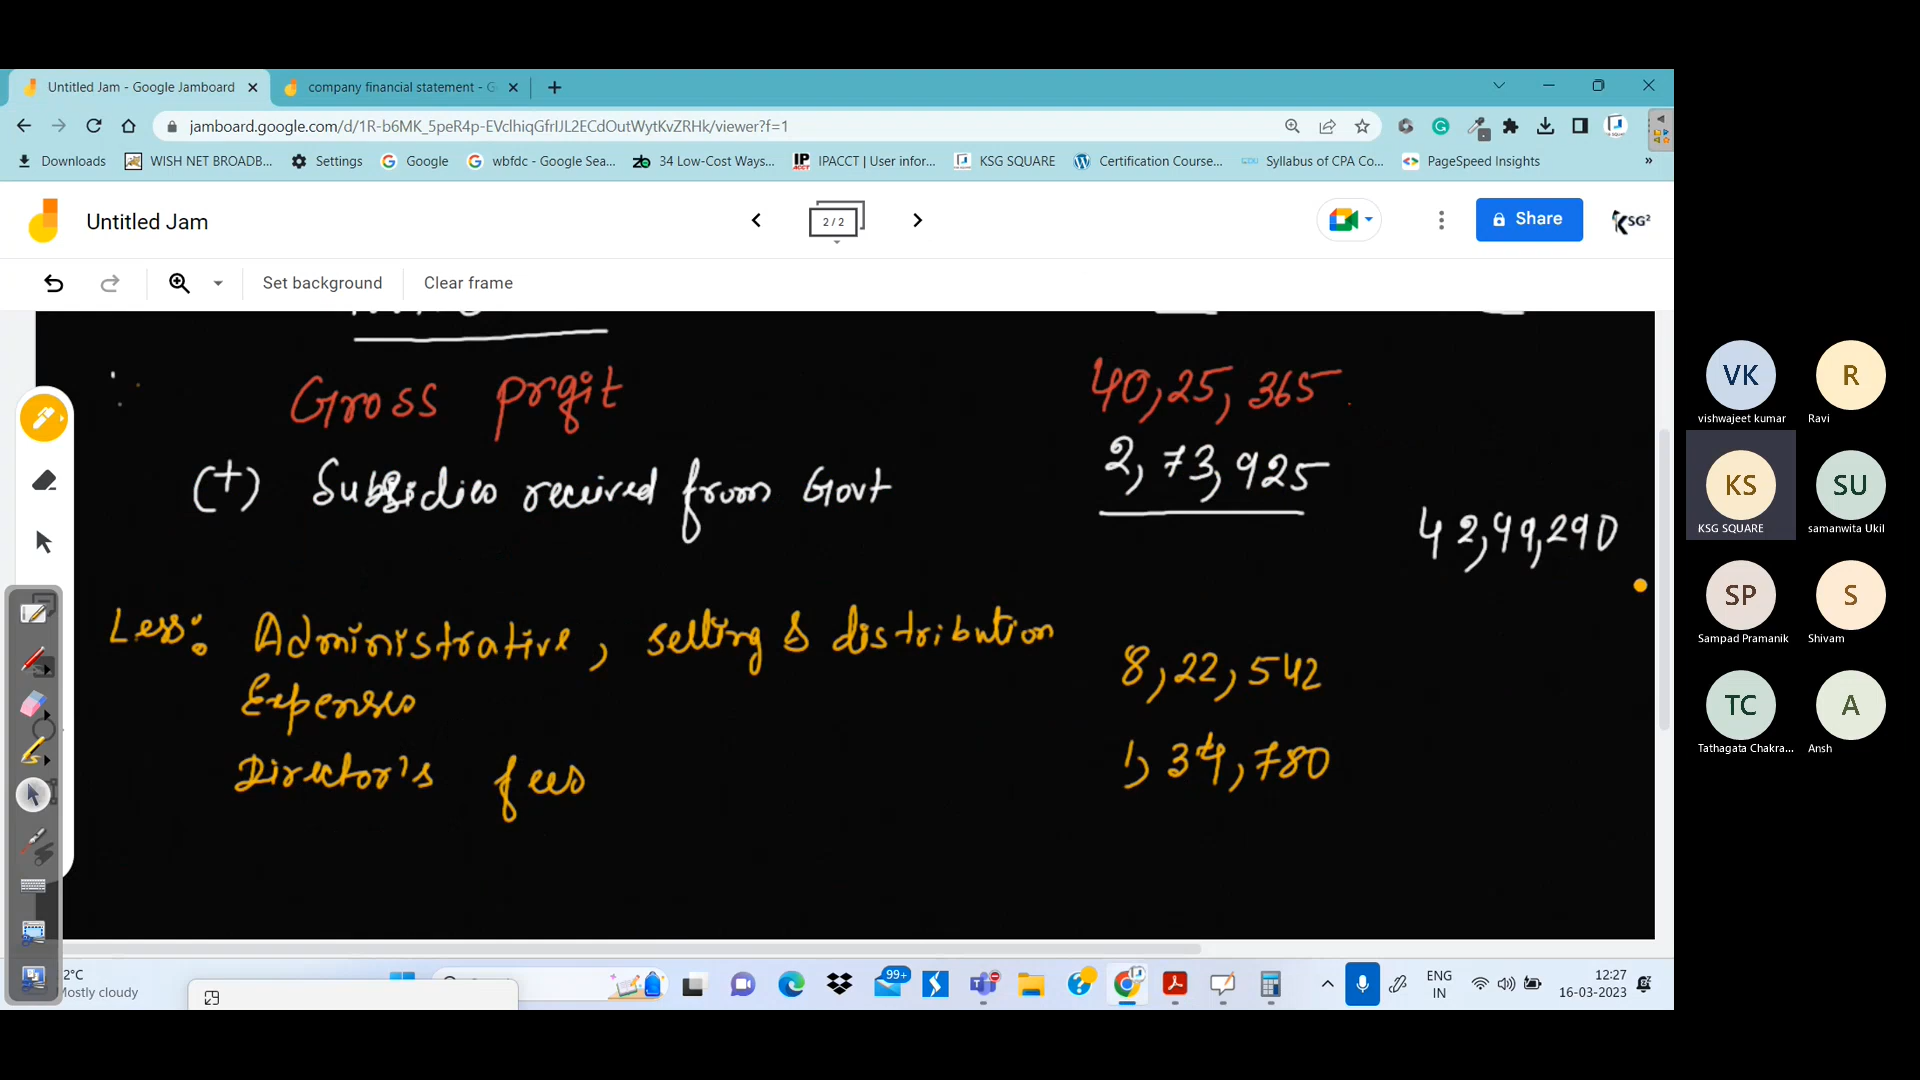 Untitled Jam - Google Jamboard
company financial statement - G
jamboard.google.com/d/1R-b6MK_5peR4p-EVclhiqGfrIJL2ECdOutWytKvZRHk/viewer?f=1
Downloads
WISH NET BROADB...
Settings
Google
wbfdc - Google Sea...
34 Low-Cost Ways...
IPACCT | User infor...
KSG SQUARE
Certification Course...
Syllabus of CPA Co...
PageSpeed Insights
»
Untitled Jam
2 / 2
Share
KSG²
Set background
Clear frame
Gross profit 40,25,365
(+) Subsidies received from Govt 2,73,925
42,99,290
Less: Administrative, selling & distribution
Expenses 8,22,542
Director's fees 1,34,780
VK
vishwajeet kumar
R
Ravi
KS
KSG SQUARE
SU
samanwita Ukil
SP
Sampad Pramanik
S
Shivam
TC
Tathagata Chakra...
A
Ansh
2°C
Mostly cloudy
99+
ENG
IN
12:27
16-03-2023